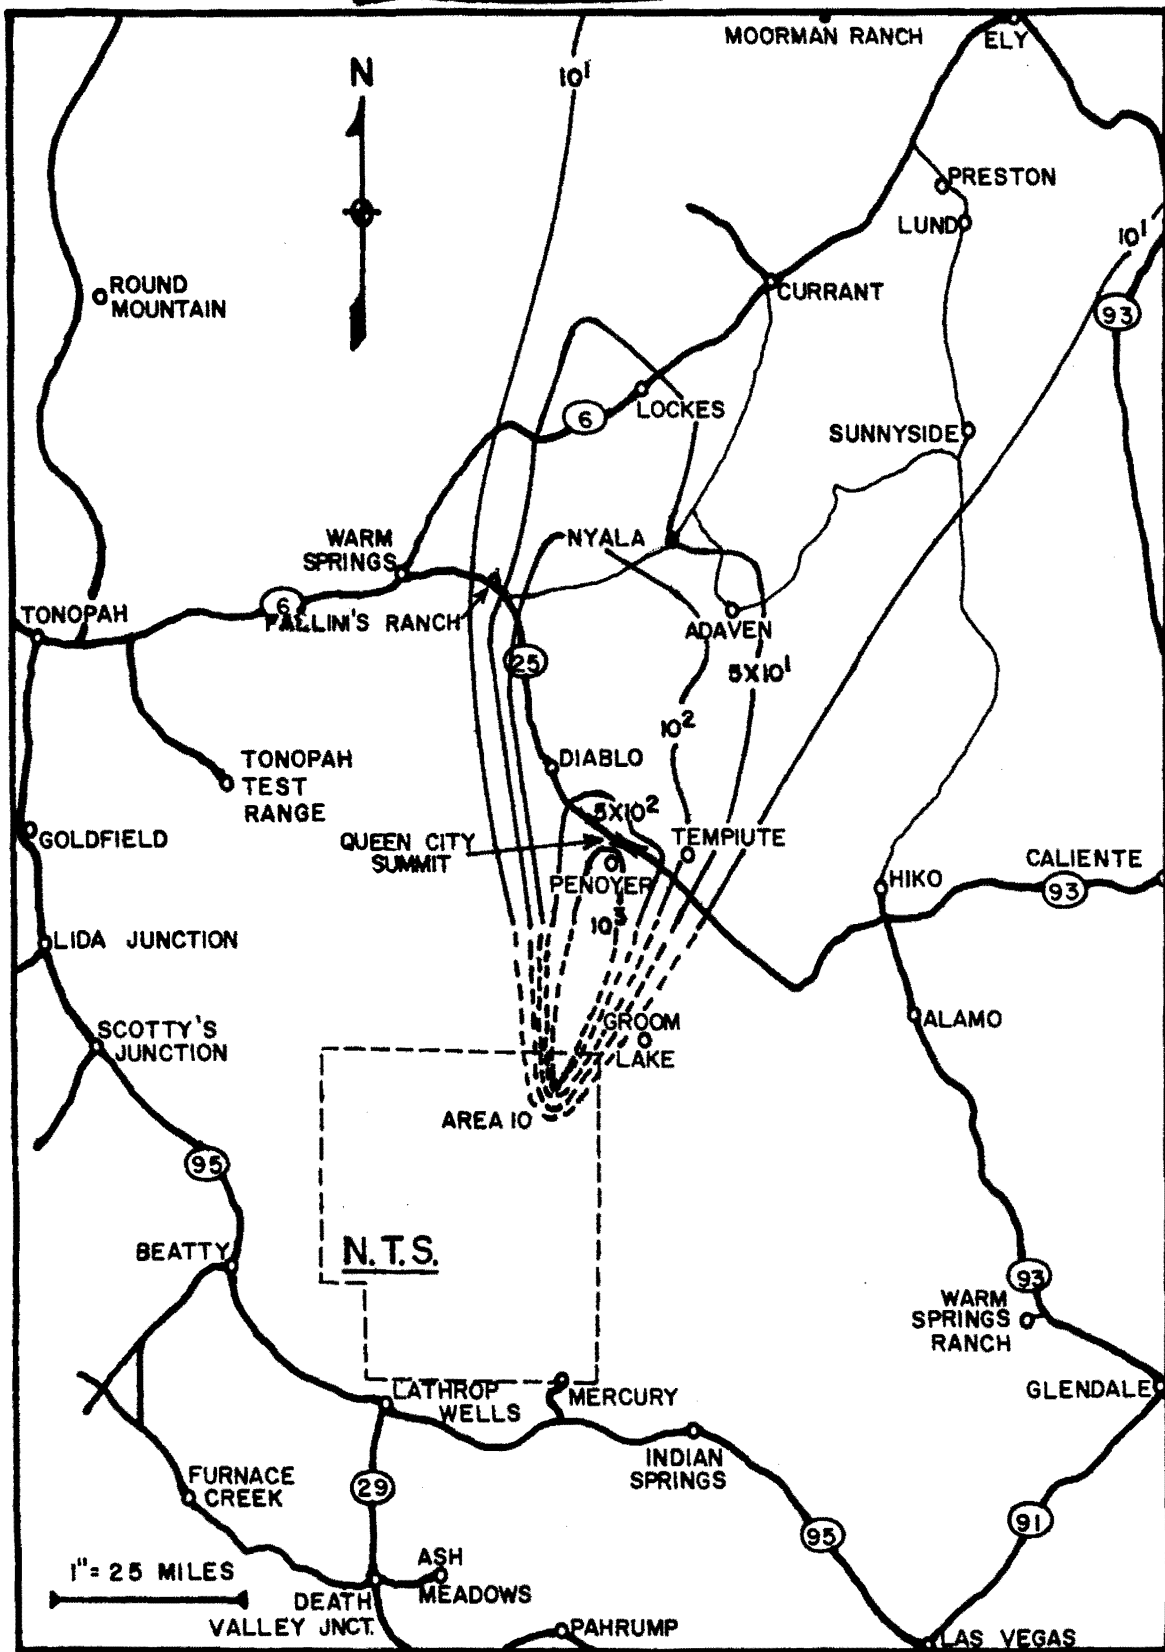 MOORMAN RANCH
ELY
N
10¹
PRESTON
LUND
10¹
ROUND
MOUNTAIN
CURRANT
93
LOCKES
6
SUNNYSIDE
WARM
SPRINGS
NYALA
6
TONOPAH
FALLINI'S RANCH
ADAVEN
25
5X10¹
10²
TONOPAH
TEST
RANGE
DIABLO
5X10²
GOLDFIELD
QUEEN CITY
SUMMIT
TEMPIUTE
PENOYER
CALIENTE
HIKO
93
10³
LIDA JUNCTION
GROOM
LAKE
ALAMO
SCOTTY'S
JUNCTION
AREA 10
95
BEATTY
N.T.S.
93
WARM
SPRINGS
RANCH
LATHROP
WELLS
MERCURY
GLENDALE
INDIAN
SPRINGS
FURNACE
CREEK
29
95
91
1"= 25 MILES
ASH
MEADOWS
DEATH
VALLEY JNCT.
PAHRUMP
LAS VEGAS